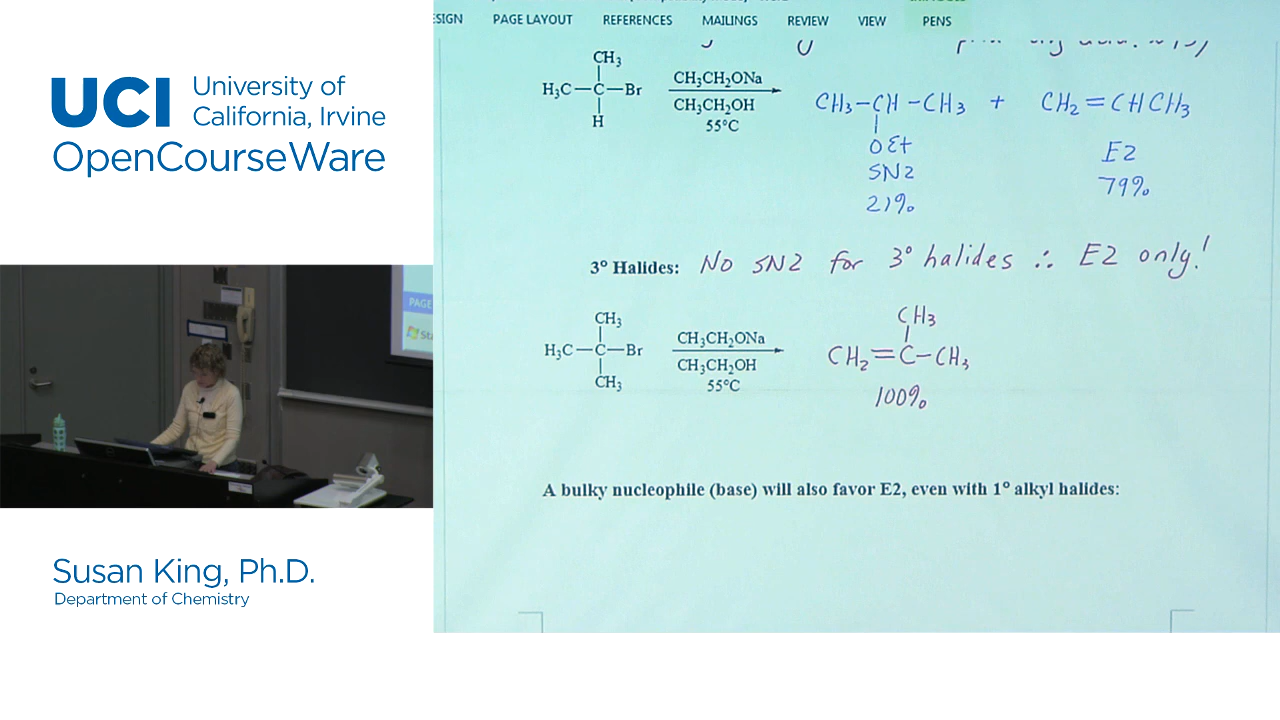 UCI University of
California, Irvine
OpenCourseWare
PAGE LAYOUT REFERENCES MAILINGS REVIEW VIEW PENS
CH₃
H₃C—C—Br
H
CH₃CH₂ONa
CH₃CH₂OH
55°C
CH₃—CH—CH₃ + CH₂=CHCH₃
OEt
SN2
21%
E2
79%
3° Halides: No SN2 for 3° halides ∴ E2 only!
CH₃
H₃C—C—Br
CH₃
CH₃CH₂ONa
CH₃CH₂OH
55°C
CH₃
CH₂=C—CH₃
100%
A bulky nucleophile (base) will also favor E2, even with 1° alkyl halides:
PAGE
Susan King, Ph.D.
Department of Chemistry